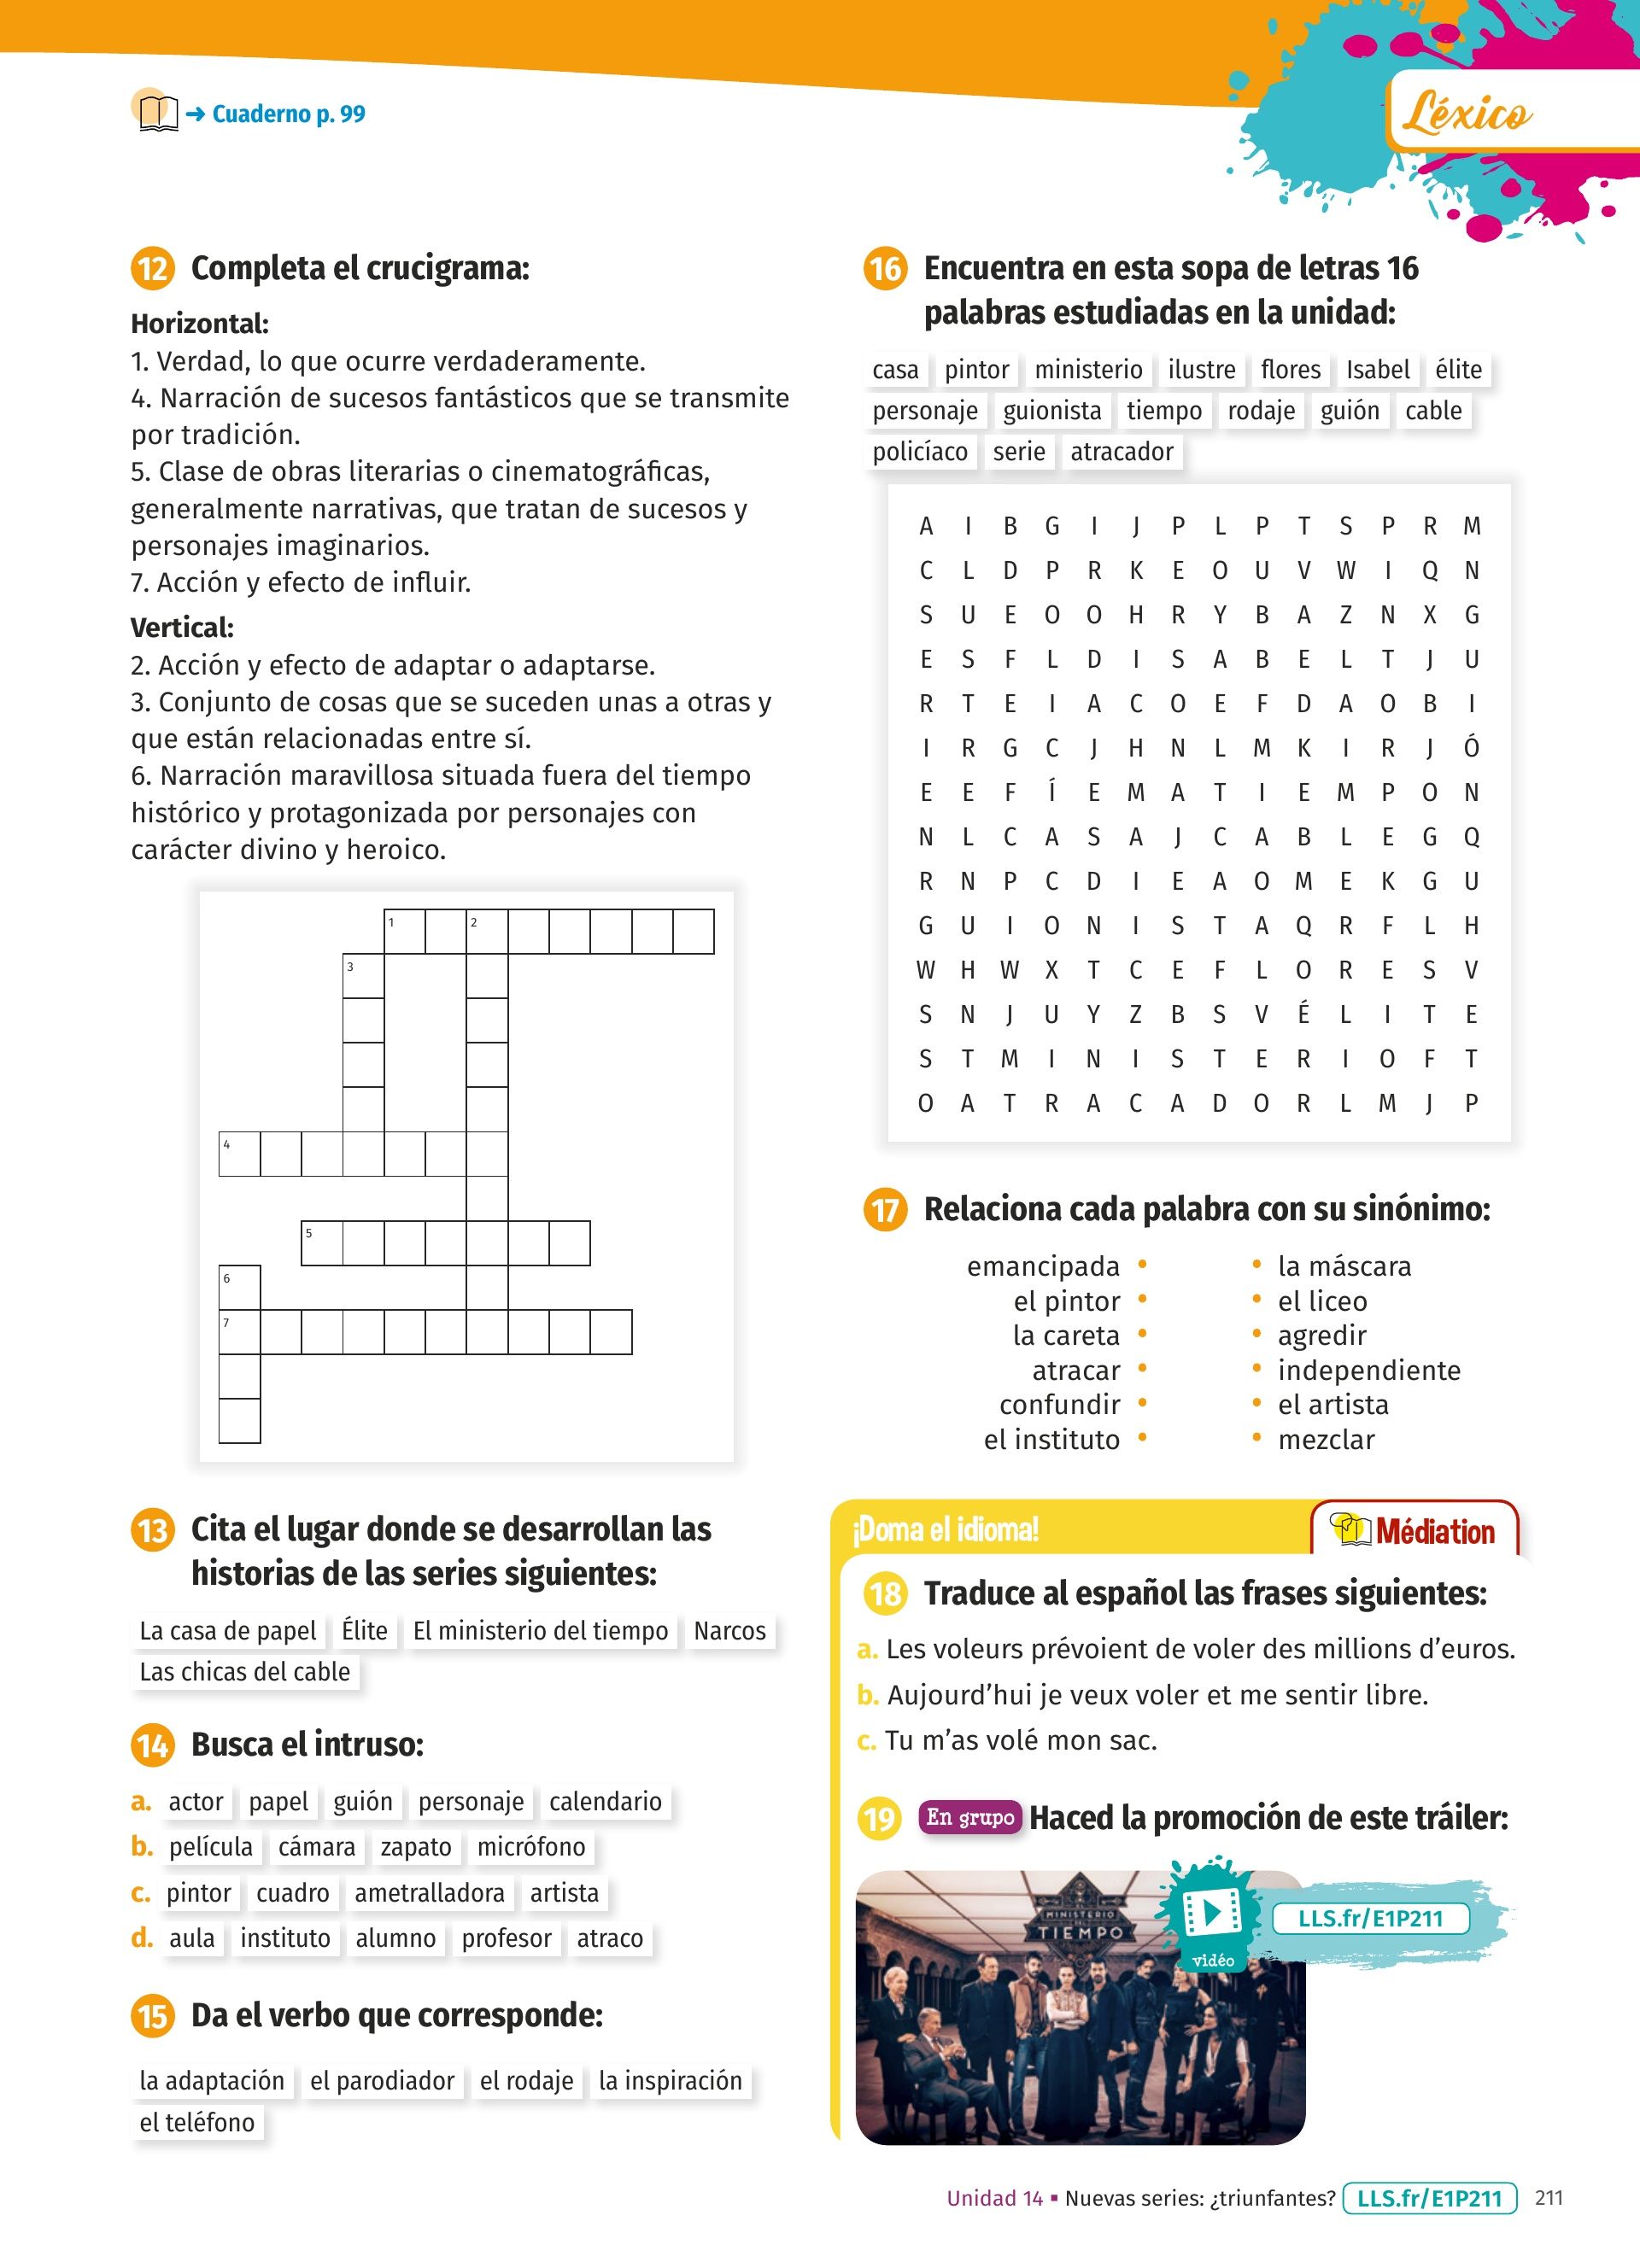 ➜ Cuaderno p. 99
Léxico
12 Completa el crucigrama:
Horizontal:
1. Verdad, lo que ocurre verdaderamente.
4. Narración de sucesos fantásticos que se transmite
por tradición.
5. Clase de obras literarias o cinematográficas,
generalmente narrativas, que tratan de sucesos y
personajes imaginarios.
7. Acción y efecto de influir.
Vertical:
2. Acción y efecto de adaptar o adaptarse.
3. Conjunto de cosas que se suceden unas a otras y
que están relacionadas entre sí.
6. Narración maravillosa situada fuera del tiempo
histórico y protagonizada por personajes con
carácter divino y heroico.
1 2
3
4
5
6
7
13 Cita el lugar donde se desarrollan las
historias de las series siguientes:
La casa de papel Élite El ministerio del tiempo Narcos
Las chicas del cable
14 Busca el intruso:
a. actor papel guión personaje calendario
b. película cámara zapato micrófono
c. pintor cuadro ametralladora artista
d. aula instituto alumno profesor atraco
15 Da el verbo que corresponde:
la adaptación el parodiador el rodaje la inspiración
el teléfono
16 Encuentra en esta sopa de letras 16
palabras estudiadas en la unidad:
casa pintor ministerio ilustre flores Isabel élite
personaje guionista tiempo rodaje guión cable
policíaco serie atracador
A I B G I J P L P T S P R M
C L D P R K E O U V W I Q N
S U E O O H R Y B A Z N X G
E S F L D I S A B E L T J U
R T E I A C O E F D A O B I
I R G C J H N L M K I R J Ó
E E F Í E M A T I E M P O N
N L C A S A J C A B L E G Q
R N P C D I E A O M E K G U
G U I O N I S T A Q R F L H
W H W X T C E F L O R E S V
S N J U Y Z B S V É L I T E
S T M I N I S T E R I O F T
O A T R A C A D O R L M J P
17 Relaciona cada palabra con su sinónimo:
emancipada • • la máscara
el pintor • • el liceo
la careta • • agredir
atracar • • independiente
confundir • • el artista
el instituto • • mezclar
¡Doma el idioma! Médiation
18 Traduce al español las frases siguientes:
a. Les voleurs prévoient de voler des millions d'euros.
b. Aujourd'hui je veux voler et me sentir libre.
c. Tu m'as volé mon sac.
19 En grupo Haced la promoción de este tráiler:
MINISTERIO
TIEMPO
vidéo
LLS.fr/E1P211
Unidad 14 ▪ Nuevas series: ¿triunfantes? LLS.fr/E1P211 211